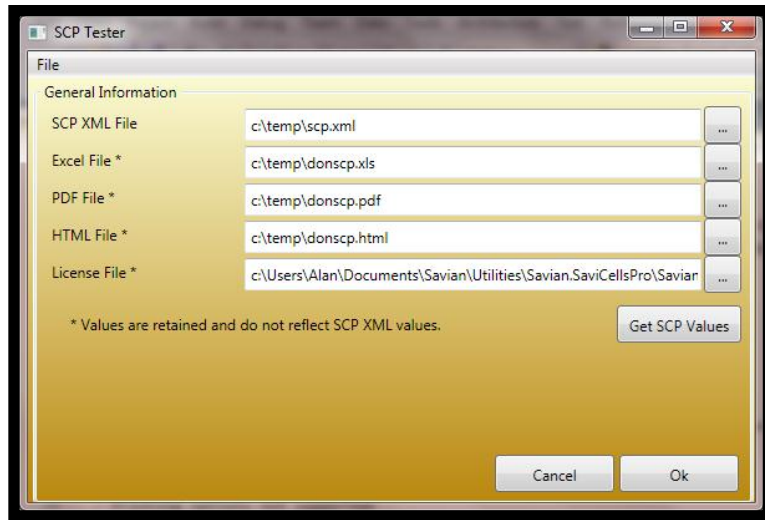 SCP Tester
File
General Information
SCP XML File c:\temp\scp.xml ...
Excel File * c:\temp\donscp.xls ...
PDF File * c:\temp\donscp.pdf ...
HTML File * c:\temp\donscp.html ...
License File * c:\Users\Alan\Documents\Savian\Utilities\Savian.SaviCellsPro\Savian ...
* Values are retained and do not reflect SCP XML values. Get SCP Values
Cancel Ok